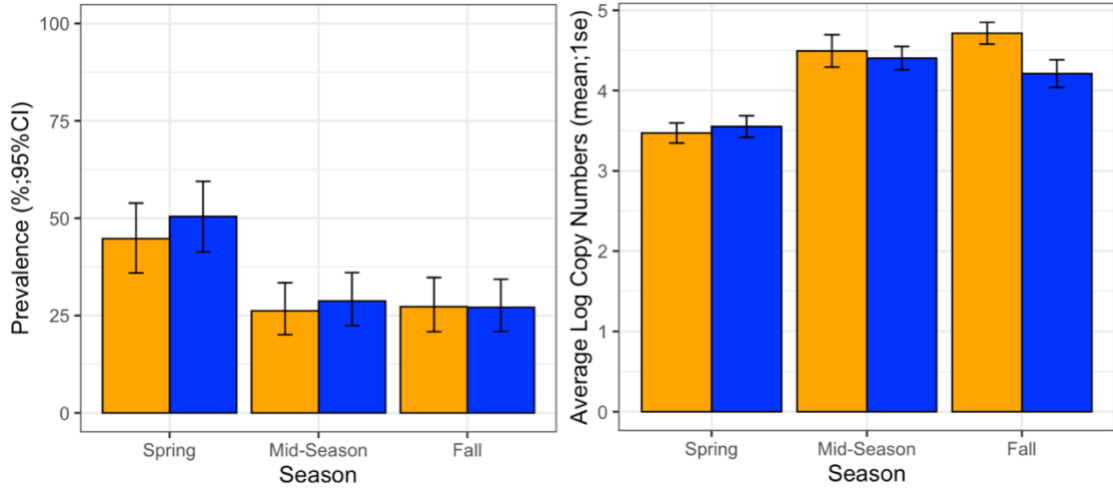 Prevalence (%;95%CI)
100
75
50
25
0
Spring
Mid-Season
Fall
Season
Average Log Copy Numbers (mean;1se)
5
4
3
2
1
0
Spring
Mid-Season
Fall
Season